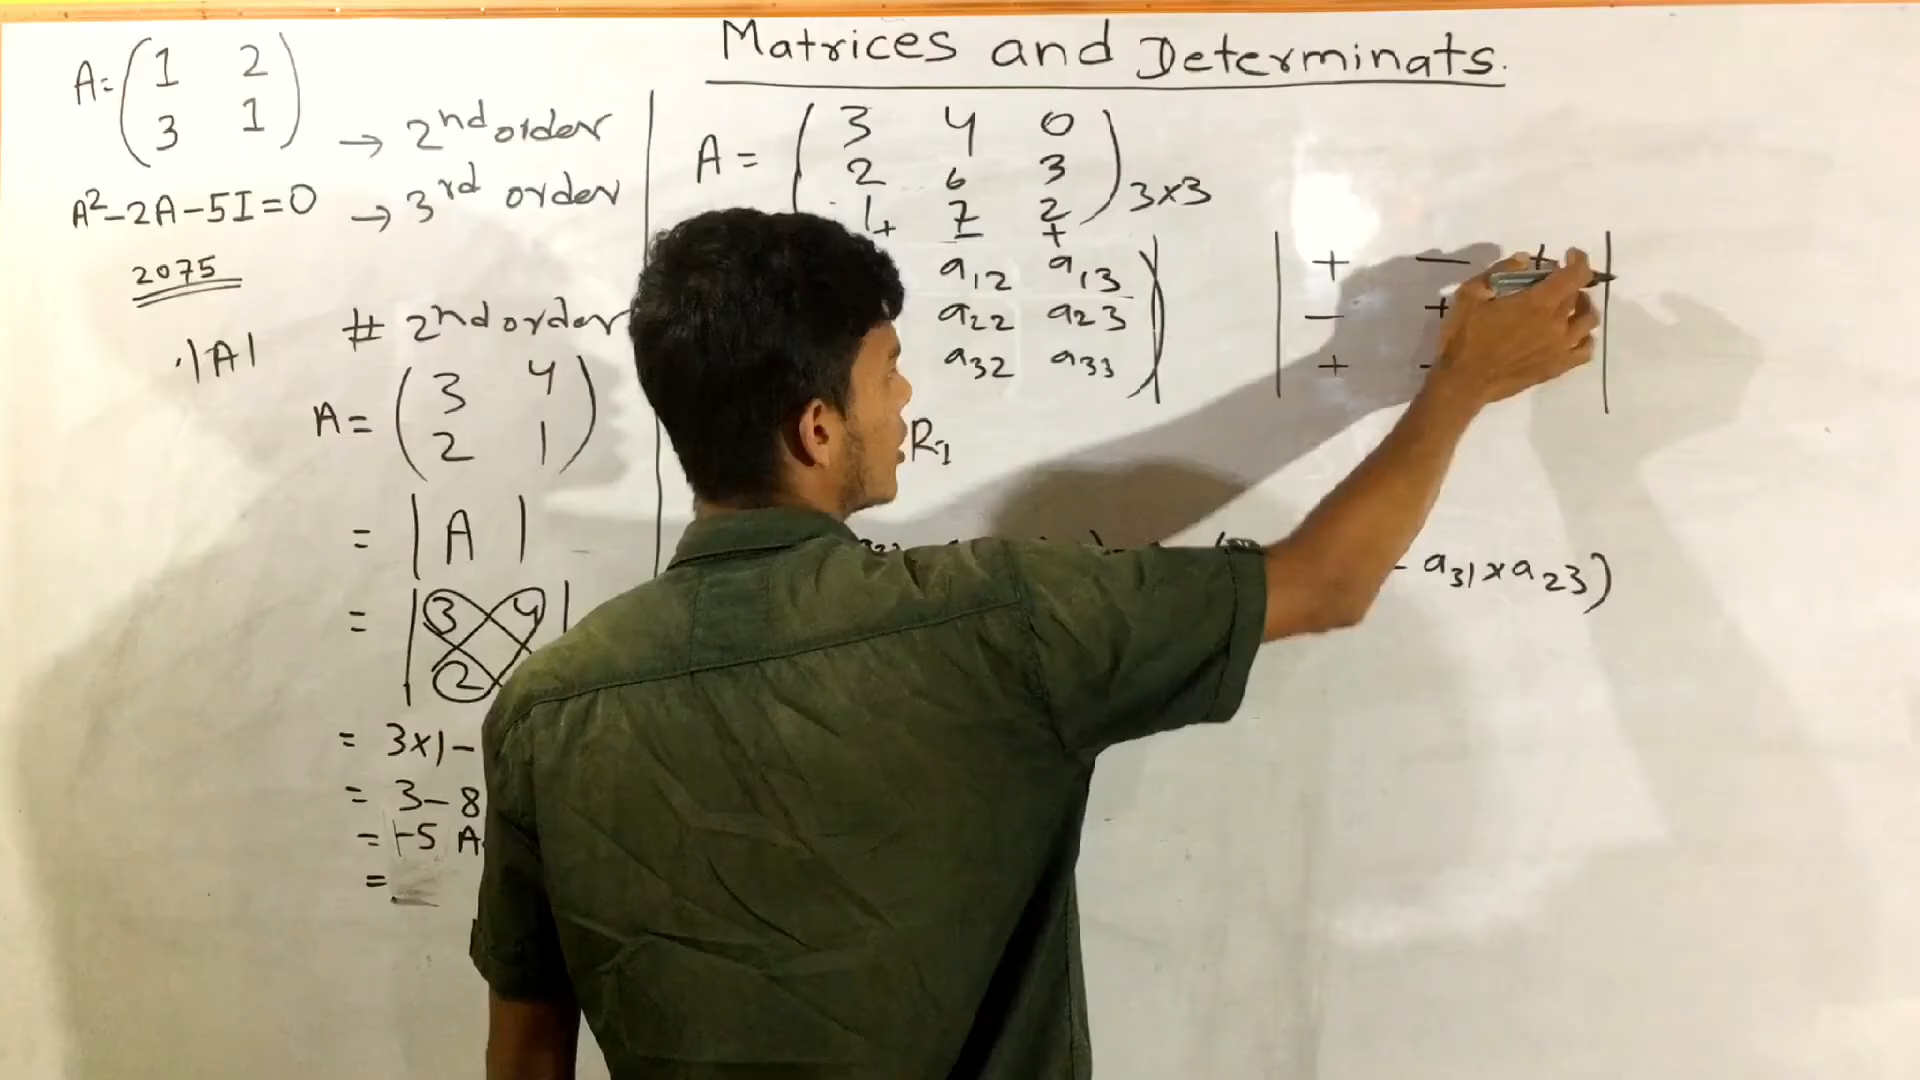 Matrices and Determinats.
A = ( 1 2
3 1 )
→ 2nd order
A²-2A-5I=0 → 3rd order
2075
|A|
# 2nd order
A = ( 3 4
2 1 )
= |A|
= | 3 4 |
2
= 3×1-
= 3-8
= -5 A
=
A = ( 3 4 0
2 6 3
1 7 2 ) 3×3
+ - +
a12 a13
a22 a23
a32 a33
R1
| + - + |
- +
+ -
- a31×a23)